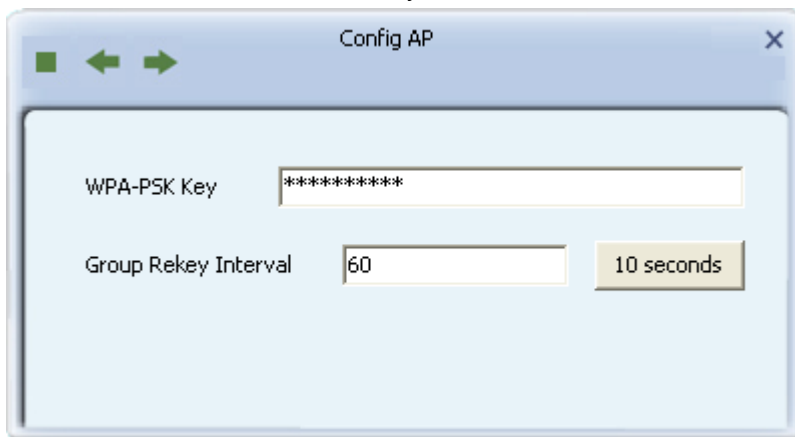 Config AP
WPA-PSK Key **********
Group Rekey Interval 60 10 seconds